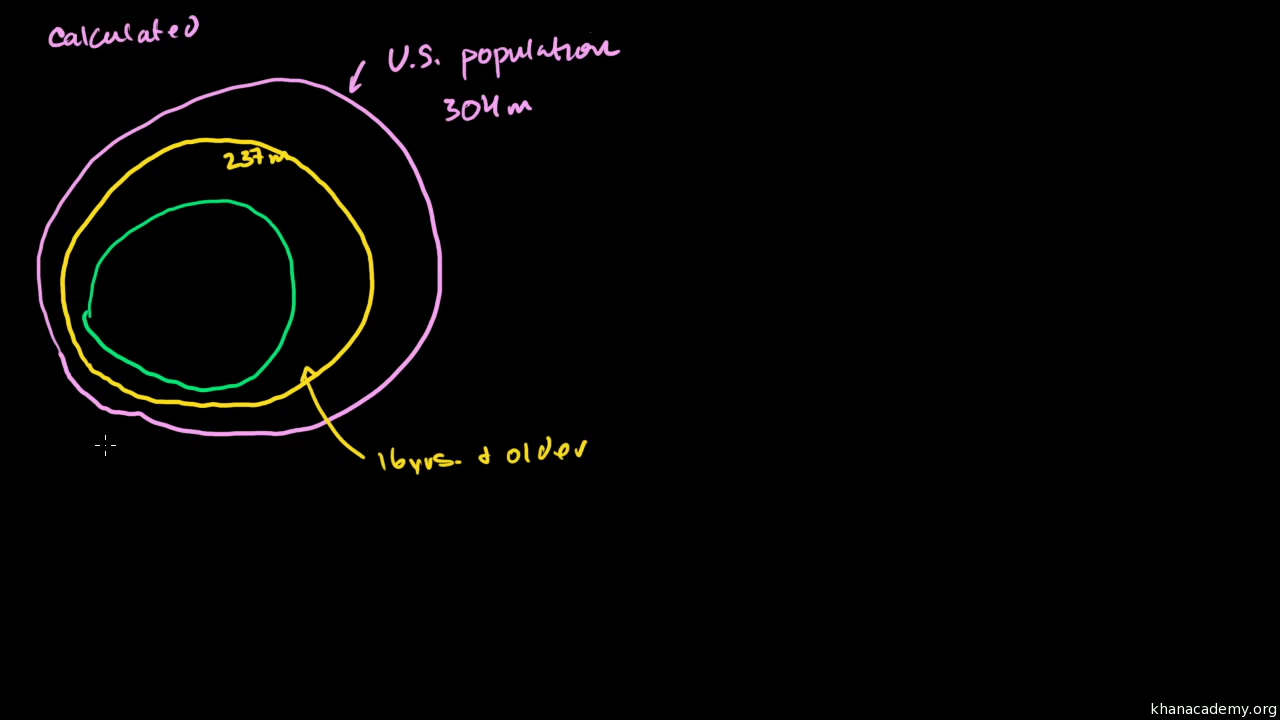 calculated
U.S. population
304m
237m
16yrs. & older
khanacademy.org